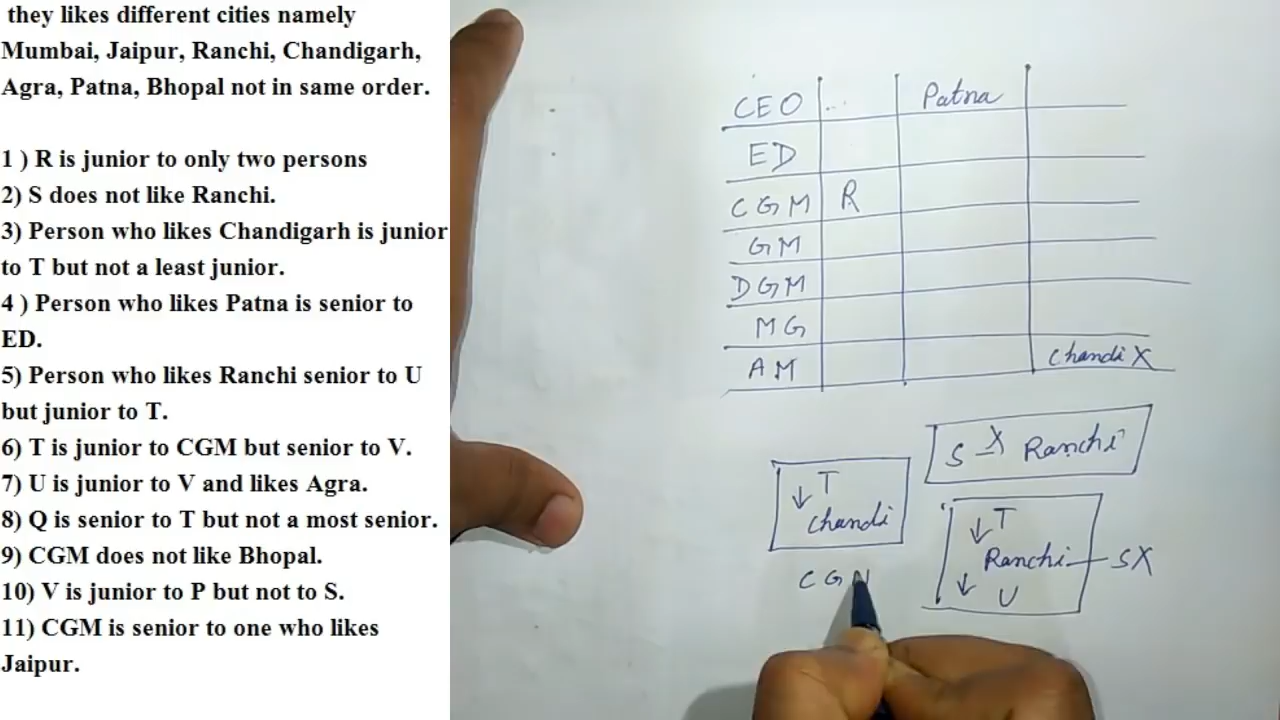 they likes different cities namely
Mumbai, Jaipur, Ranchi, Chandigarh,
Agra, Patna, Bhopal not in same order.
1 ) R is junior to only two persons
2) S does not like Ranchi.
3) Person who likes Chandigarh is junior
to T but not a least junior.
4 ) Person who likes Patna is senior to
ED.
5) Person who likes Ranchi senior to U
but junior to T.
6) T is junior to CGM but senior to V.
7) U is junior to V and likes Agra.
8) Q is senior to T but not a most senior.
9) CGM does not like Bhopal.
10) V is junior to P but not to S.
11) CGM is senior to one who likes
Jaipur.
CEO Patna
ED
CGM R
GM
DGM
MG
AM Chandi X
S X Ranchi
↓ T
Chandi
↓ T
Ranchi SX
↓ U
CGM